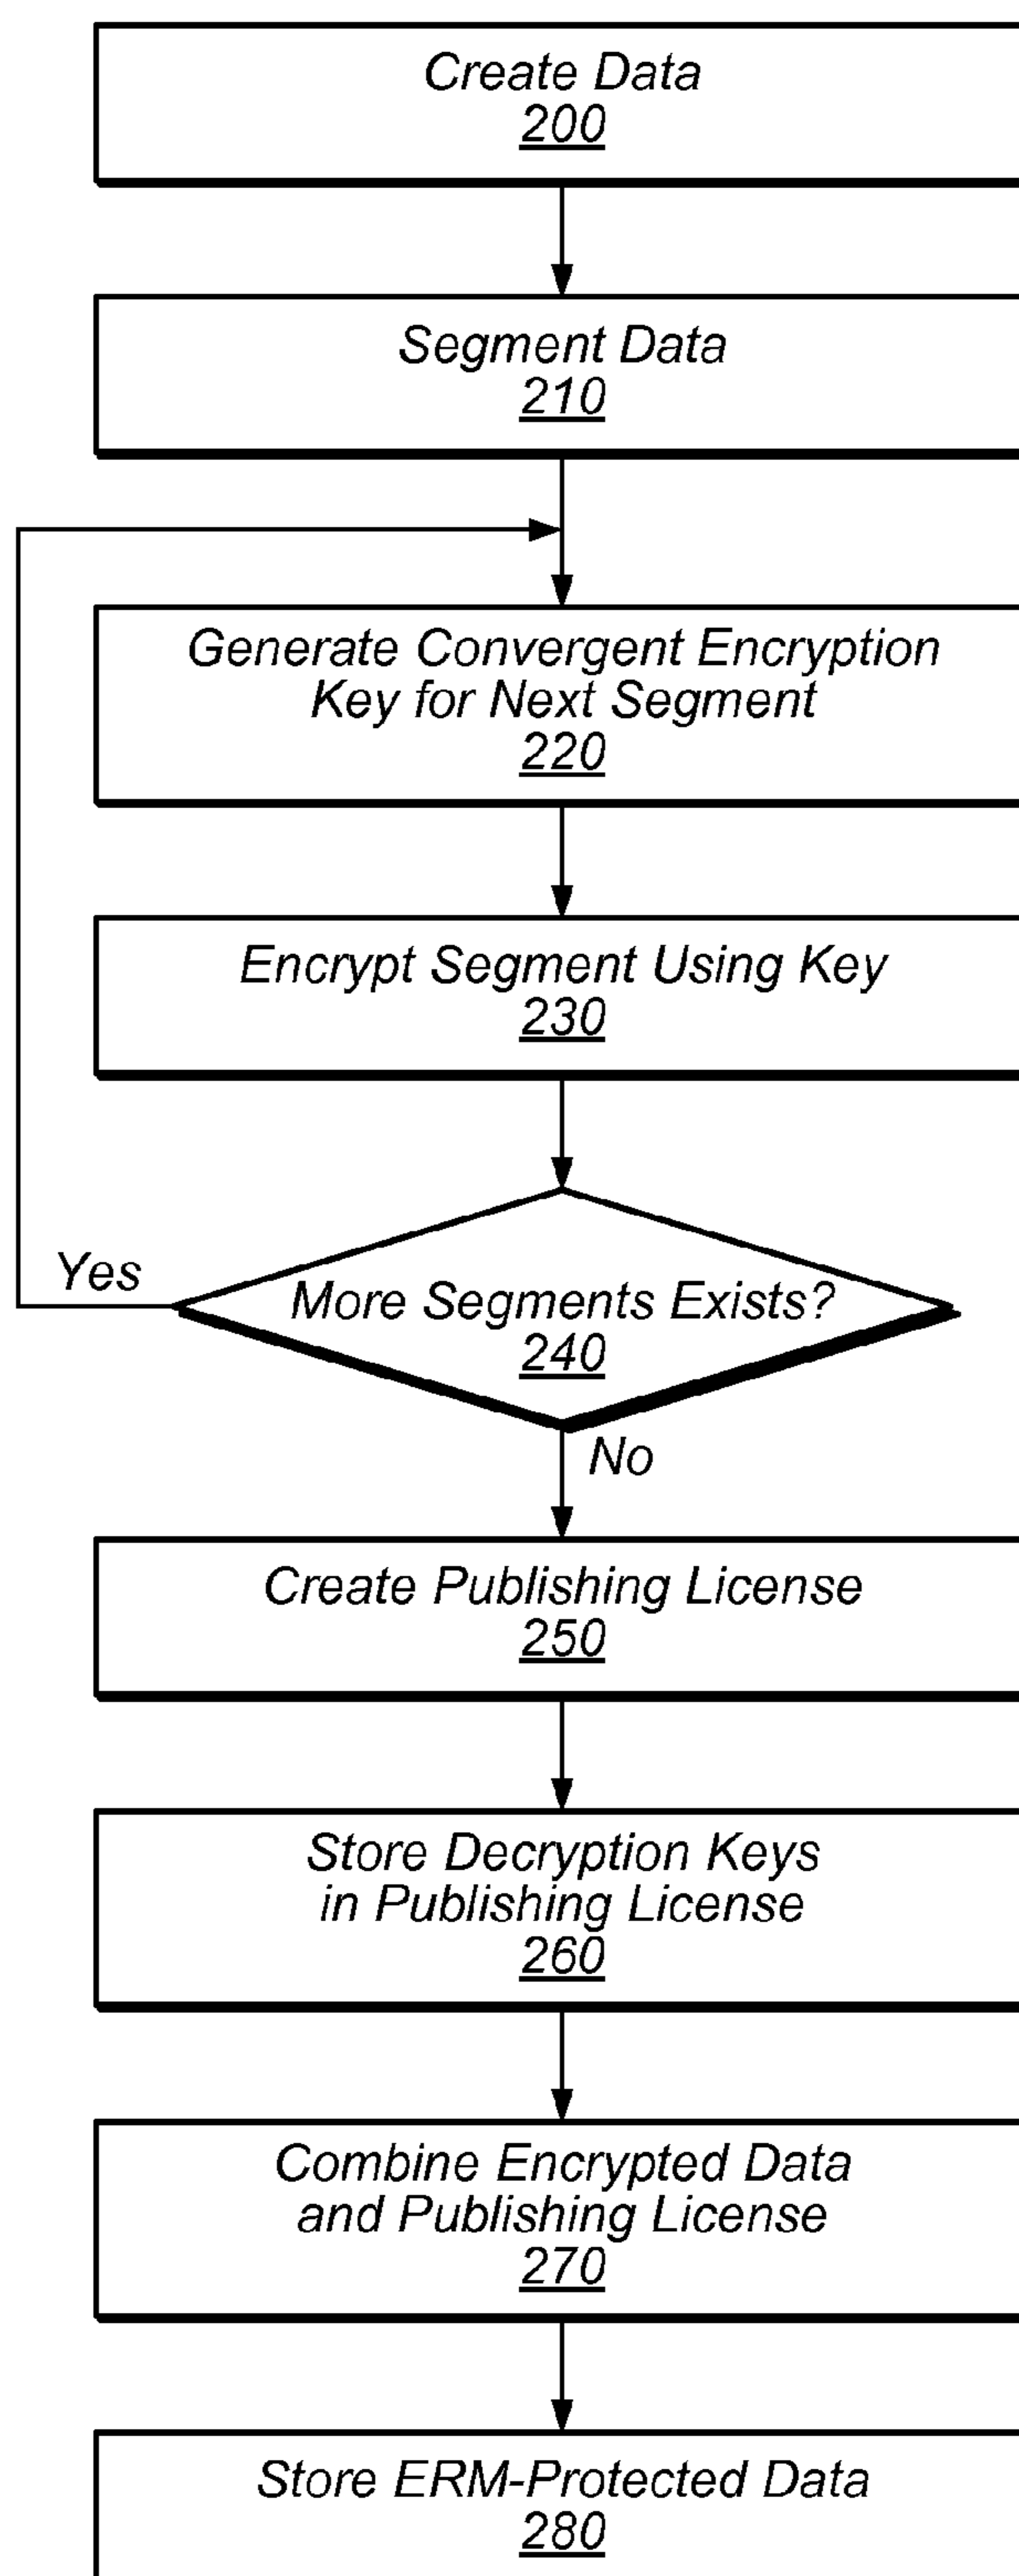 Create Data
200
Segment Data
210
Generate Convergent Encryption
Key for Next Segment
220
Encrypt Segment Using Key
230
Yes
More Segments Exists?
240
No
Create Publishing License
250
Store Decryption Keys
in Publishing License
260
Combine Encrypted Data
and Publishing License
270
Store ERM-Protected Data
280